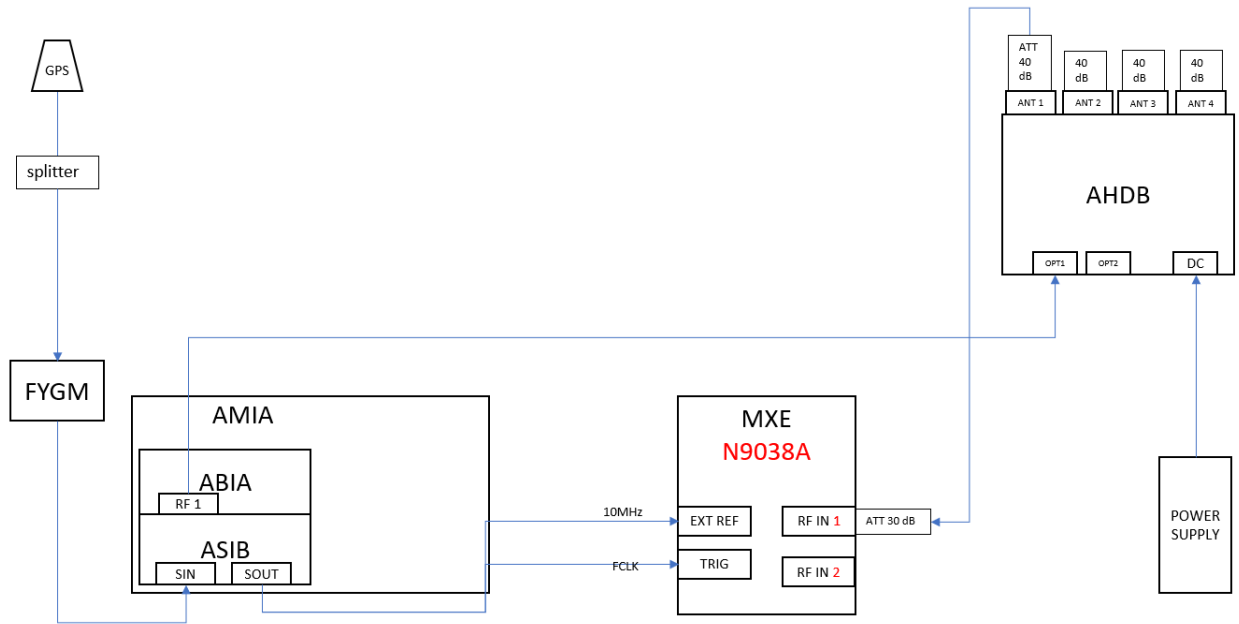 GPS
splitter
FYGM
ATT
40
dB
40
dB
40
dB
40
dB
ANT 1
ANT 2
ANT 3
ANT 4
AHDB
OPT1
OPT2
DC
AMIA
ABIA
RF 1
ASIB
SIN
SOUT
10MHz
FCLK
MXE
N9038A
EXT REF
TRIG
RF IN 1
RF IN 2
ATT 30 dB
POWER
SUPPLY